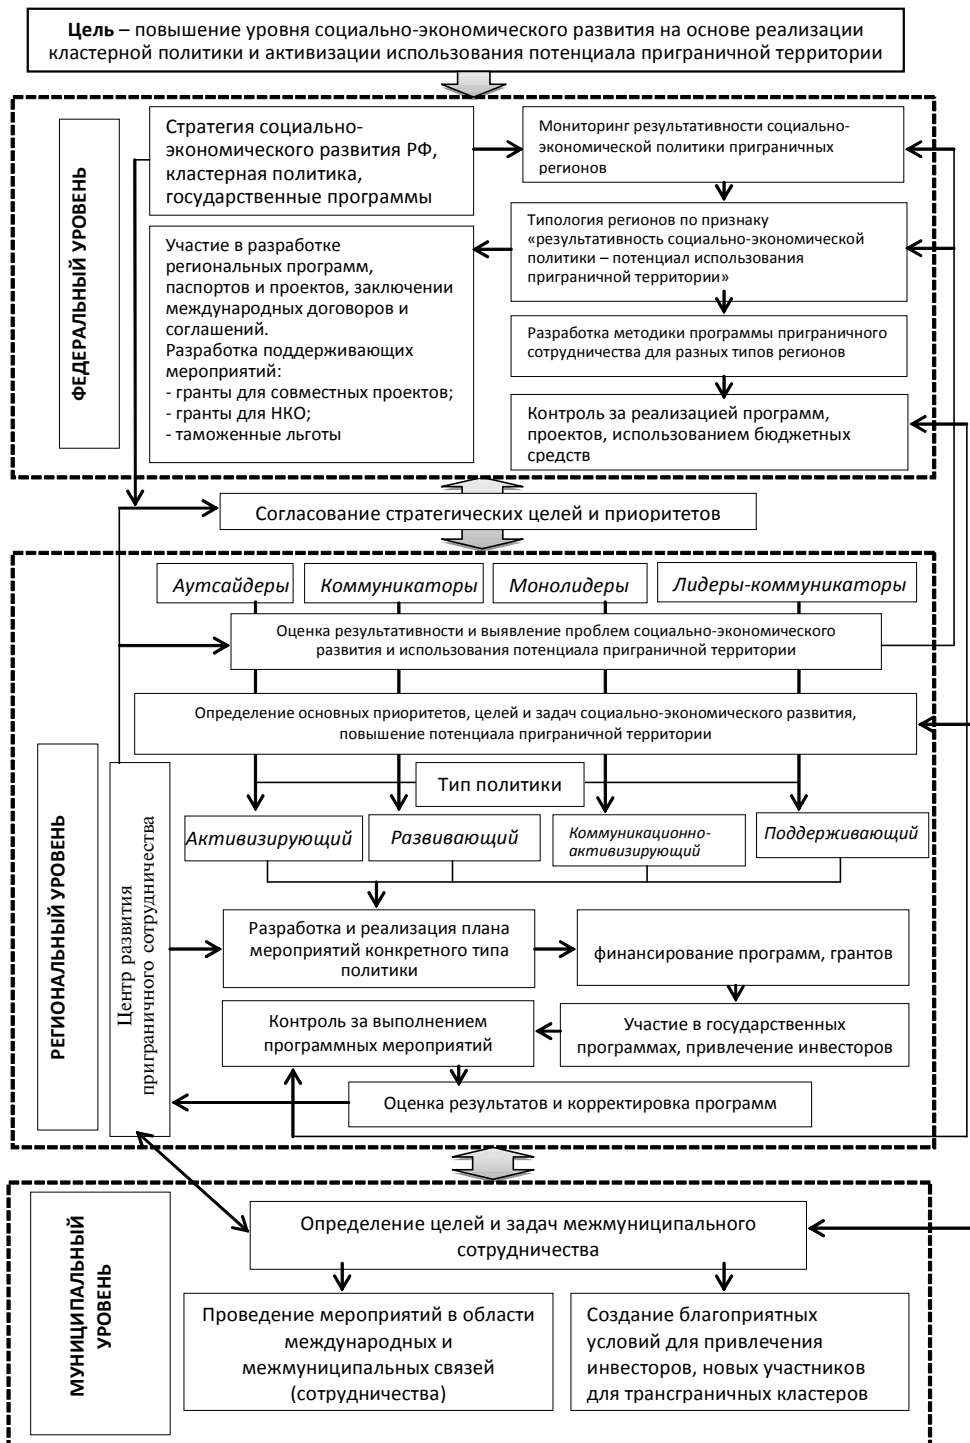 Цель – повышение уровня социально-экономического развития на основе реализации
кластерной политики и активизации использования потенциала приграничной территории
ФЕДЕРАЛЬНЫЙ УРОВЕНЬ
Стратегия социально-
экономического развития РФ,
кластерная политика,
государственные программы
Мониторинг результативности социально-
экономической политики приграничных
регионов
Участие в разработке
региональных программ,
паспортов и проектов, заключении
международных договоров и
соглашений.
Разработка поддерживающих
мероприятий:
- гранты для совместных проектов;
- гранты для НКО;
- таможенные льготы
Типология регионов по признаку
«результативность социально-экономической
политики – потенциал использования
приграничной территории»
Разработка методики программы приграничного
сотрудничества для разных типов регионов
Контроль за реализацией программ,
проектов, использованием бюджетных
средств
Согласование стратегических целей и приоритетов
РЕГИОНАЛЬНЫЙ УРОВЕНЬ
Центр развития
приграничного сотрудничества
Аутсайдеры
Коммуникаторы
Монолидеры
Лидеры-коммуникаторы
Оценка результативности и выявление проблем социально-экономического
развития и использования потенциала приграничной территории
Определение основных приоритетов, целей и задач социально-экономического развития,
повышение потенциала приграничной территории
Тип политики
Активизирующий
Развивающий
Коммуникационно-
активизирующий
Поддерживающий
Разработка и реализация плана
мероприятий конкретного типа
политики
финансирование программ, грантов
Контроль за выполнением
программных мероприятий
Участие в государственных
программах, привлечение инвесторов
Оценка результатов и корректировка программ
МУНИЦИПАЛЬНЫЙ
УРОВЕНЬ
Определение целей и задач межмуниципального
сотрудничества
Проведение мероприятий в области
международных и
межмуниципальных связей
(сотрудничества)
Создание благоприятных
условий для привлечения
инвесторов, новых участников
для трансграничных кластеров